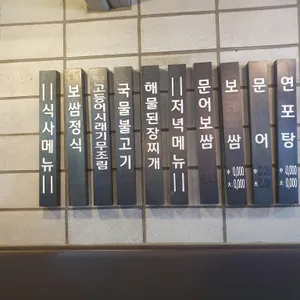 ||식사메뉴||
보쌈정식
고등어시래기무조림
국물불고기
해물된장찌개
||저녁메뉴||
문어보쌈
보쌈
문어
연포탕